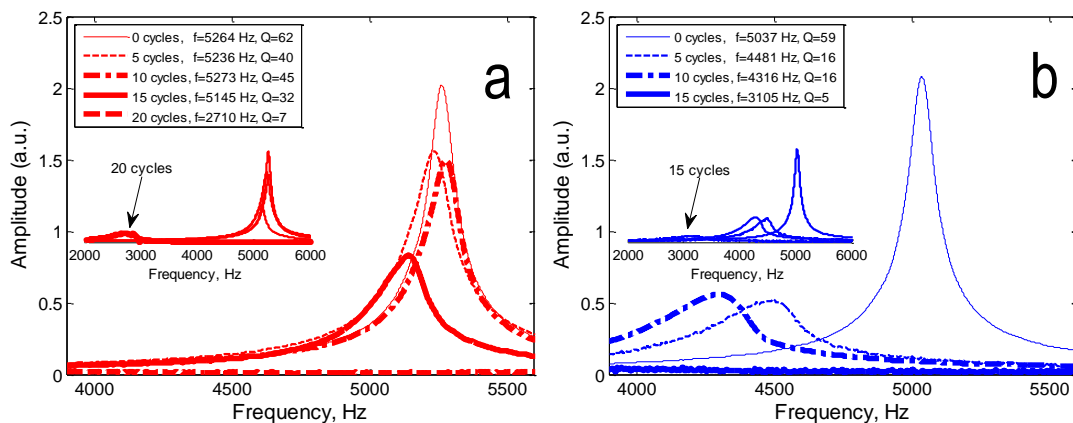 2.5
2
1.5
1
0.5
0
Amplitude (a.u.)
0 cycles, f=5264 Hz, Q=62
5 cycles, f=5236 Hz, Q=40
10 cycles, f=5273 Hz, Q=45
15 cycles, f=5145 Hz, Q=32
20 cycles, f=2710 Hz, Q=7
a
20 cycles
2000 3000 4000 5000 6000
Frequency, Hz
4000 4500 5000 5500
Frequency, Hz
2.5
2
1.5
1
0.5
0
Amplitude (a.u.)
0 cycles, f=5037 Hz, Q=59
5 cycles, f=4481 Hz, Q=16
10 cycles, f=4316 Hz, Q=16
15 cycles, f=3105 Hz, Q=5
b
15 cycles
2000 3000 4000 5000 6000
Frequency, Hz
4000 4500 5000 5500
Frequency, Hz